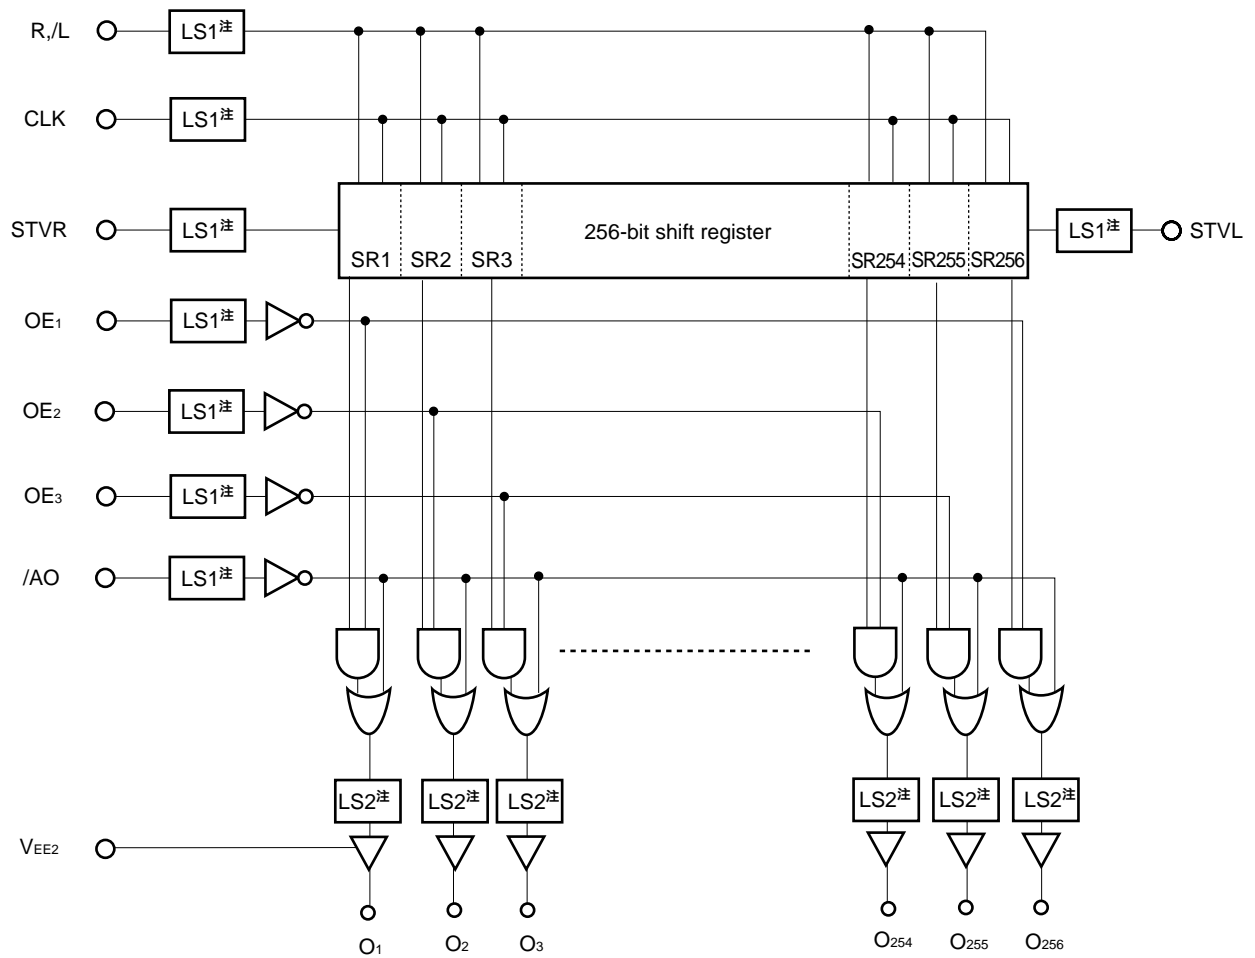 R,/L
LS1注
CLK
LS1注
STVR
LS1注
256-bit shift register
LS1注
STVL
SR1
SR2
SR3
SR254
SR255
SR256
OE1
LS1注
OE2
LS1注
OE3
LS1注
/AO
LS1注
LS2注
LS2注
LS2注
LS2注
LS2注
LS2注
VEE2
O1
O2
O3
O254
O255
O256